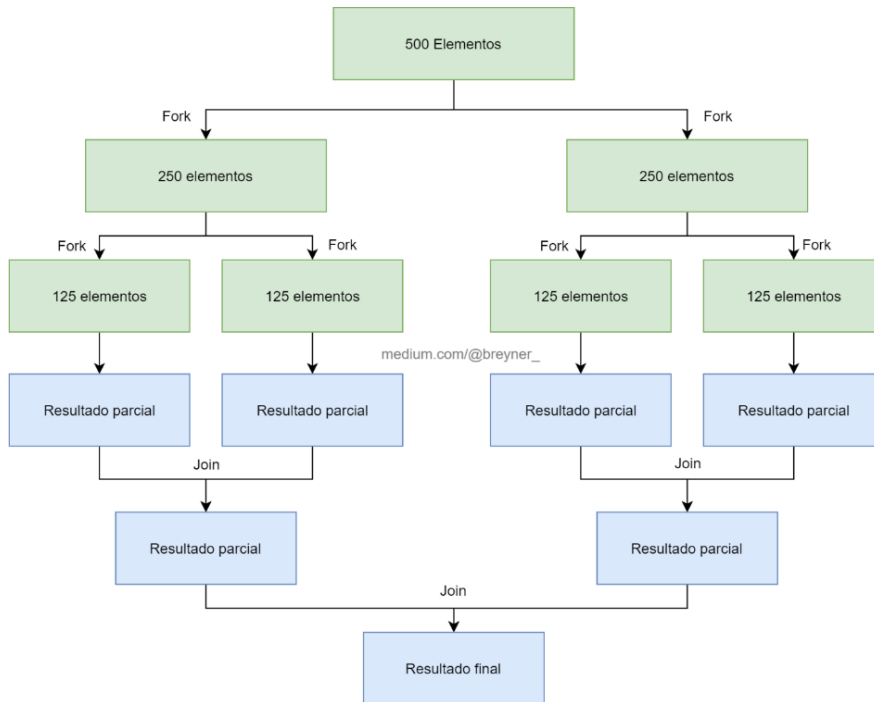 500 Elementos
Fork
Fork
250 elementos
250 elementos
Fork
Fork
Fork
Fork
125 elementos
125 elementos
125 elementos
125 elementos
medium.com/@breyner_
Resultado parcial
Resultado parcial
Resultado parcial
Resultado parcial
Join
Join
Resultado parcial
Resultado parcial
Join
Resultado final